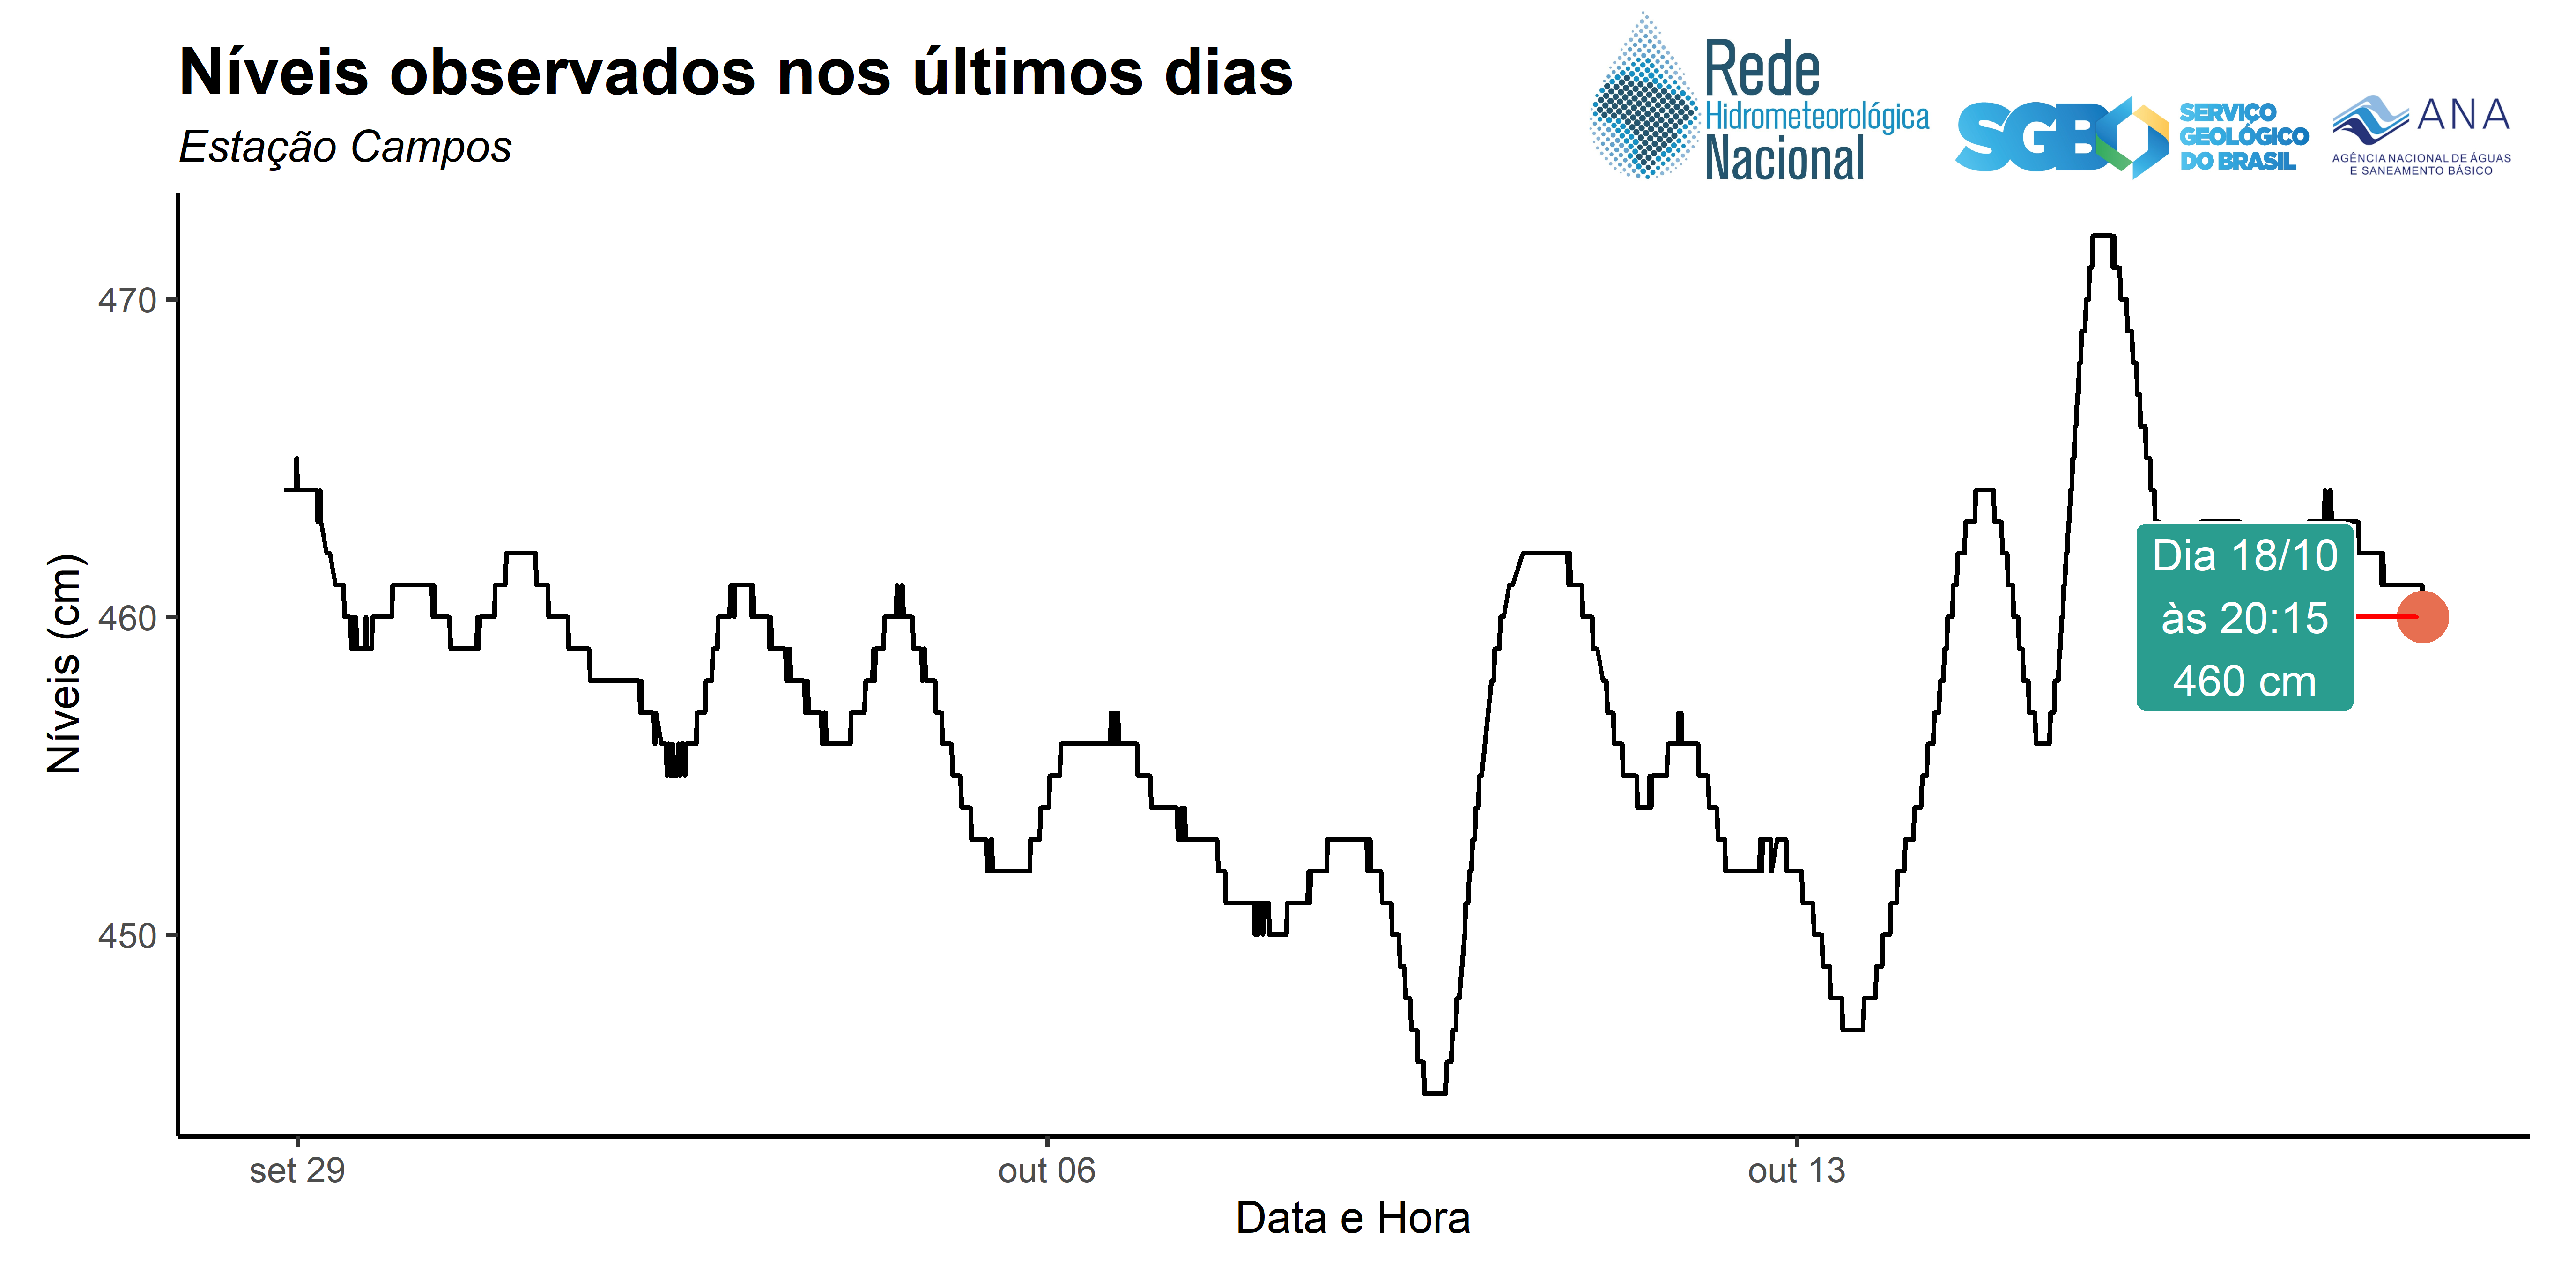 Níveis observados nos últimos dias
Estação Campos
Rede
Hidrometeorológica
Nacional
SGB
SERVIÇO
GEOLÓGICO
DO BRASIL
ANA
AGÊNCIA NACIONAL DE ÁGUAS
E SANEAMENTO BÁSICO
Níveis (cm)
470
460
450
Dia 18/10
às 20:15
460 cm
set 29
out 06
out 13
Data e Hora